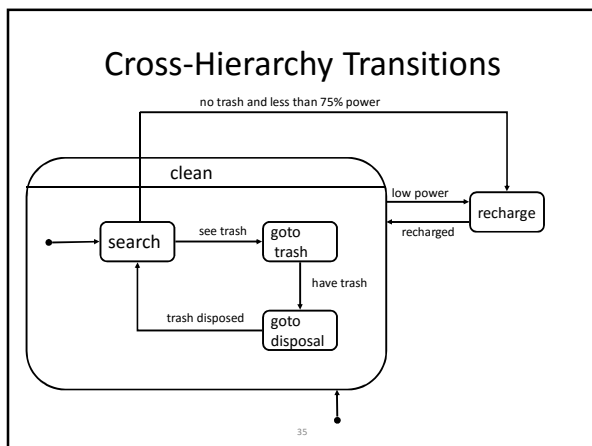 Cross-Hierarchy Transitions
no trash and less than 75% power
clean
low power
recharge
recharged
search
see trash
goto
trash
have trash
trash disposed
goto
disposal
35